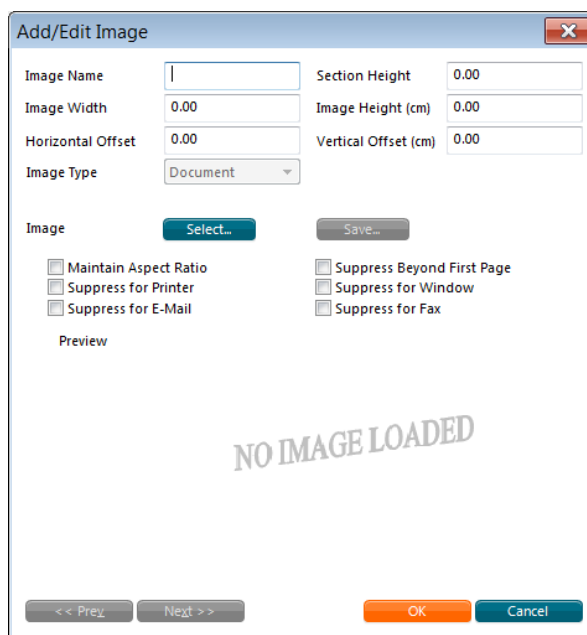 Add/Edit Image
Image Name Section Height 0.00
Image Width 0.00 Image Height (cm) 0.00
Horizontal Offset 0.00 Vertical Offset (cm) 0.00
Image Type Document
Image Select... Save...
Maintain Aspect Ratio Suppress Beyond First Page
Suppress for Printer Suppress for Window
Suppress for E-Mail Suppress for Fax
Preview
NO IMAGE LOADED
<< Prev Next >> OK Cancel